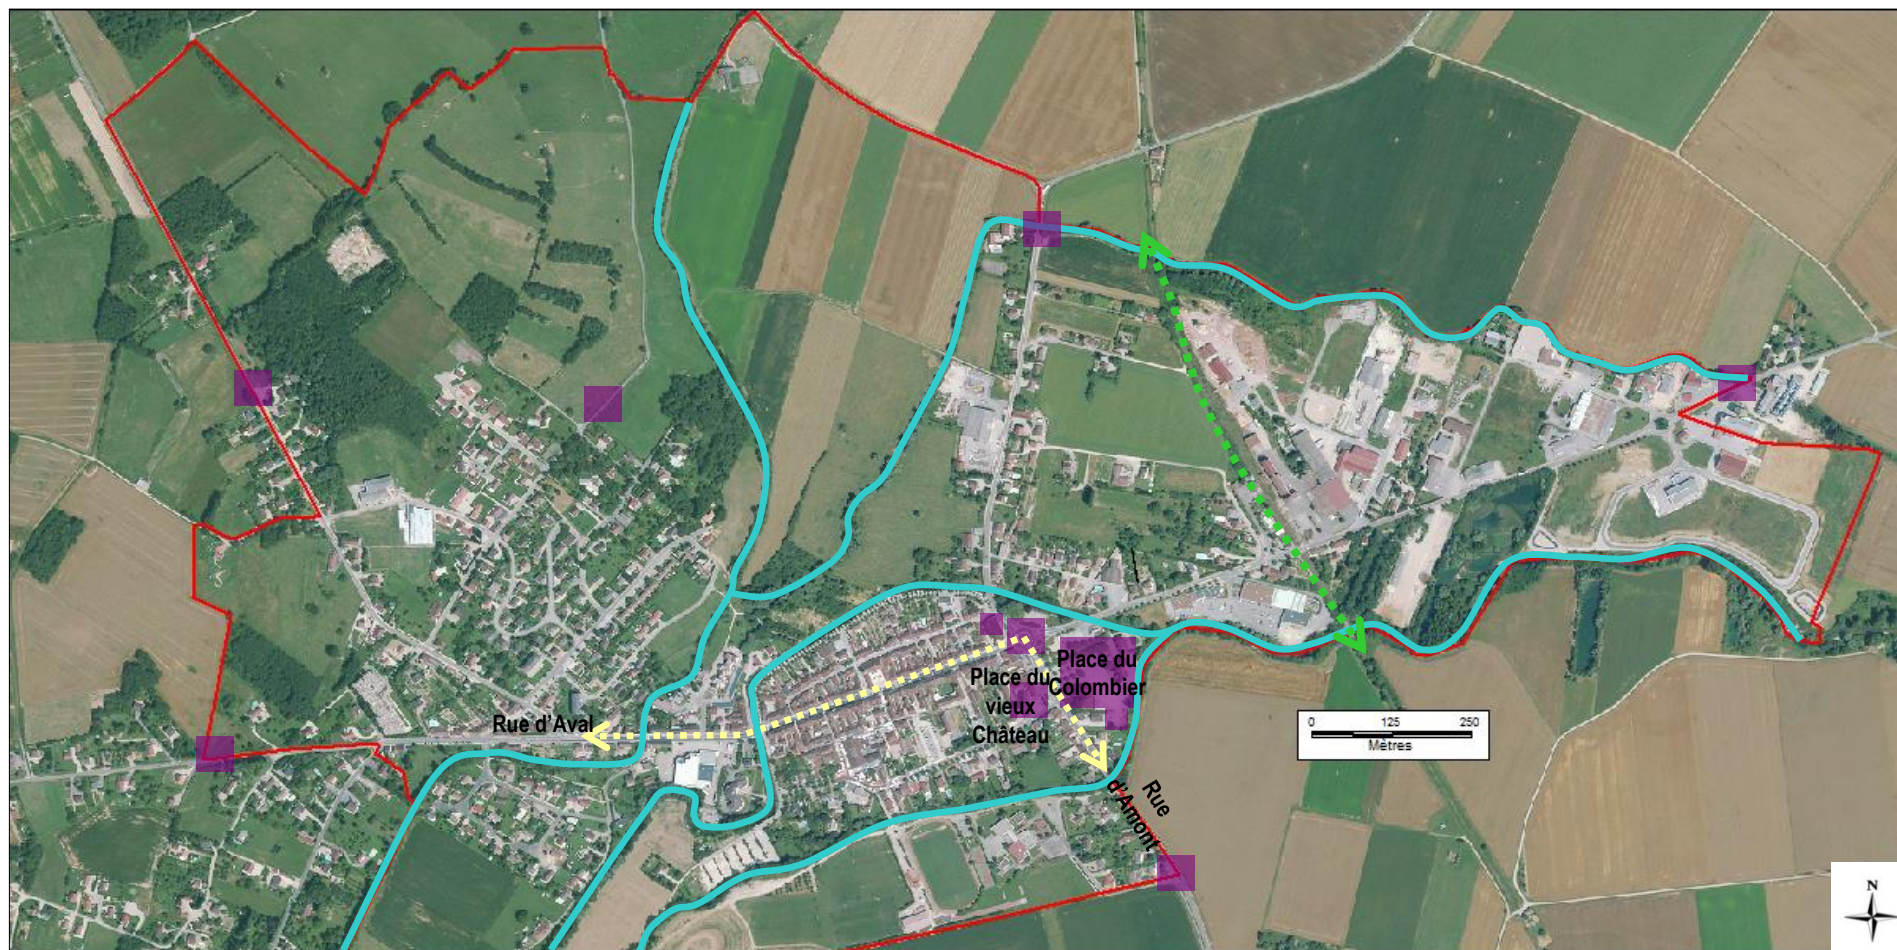 Place du
Colombier
Place du
vieux
Château
Rue d'Aval
Rue
d'Amont
0 125 250
Mètres
N